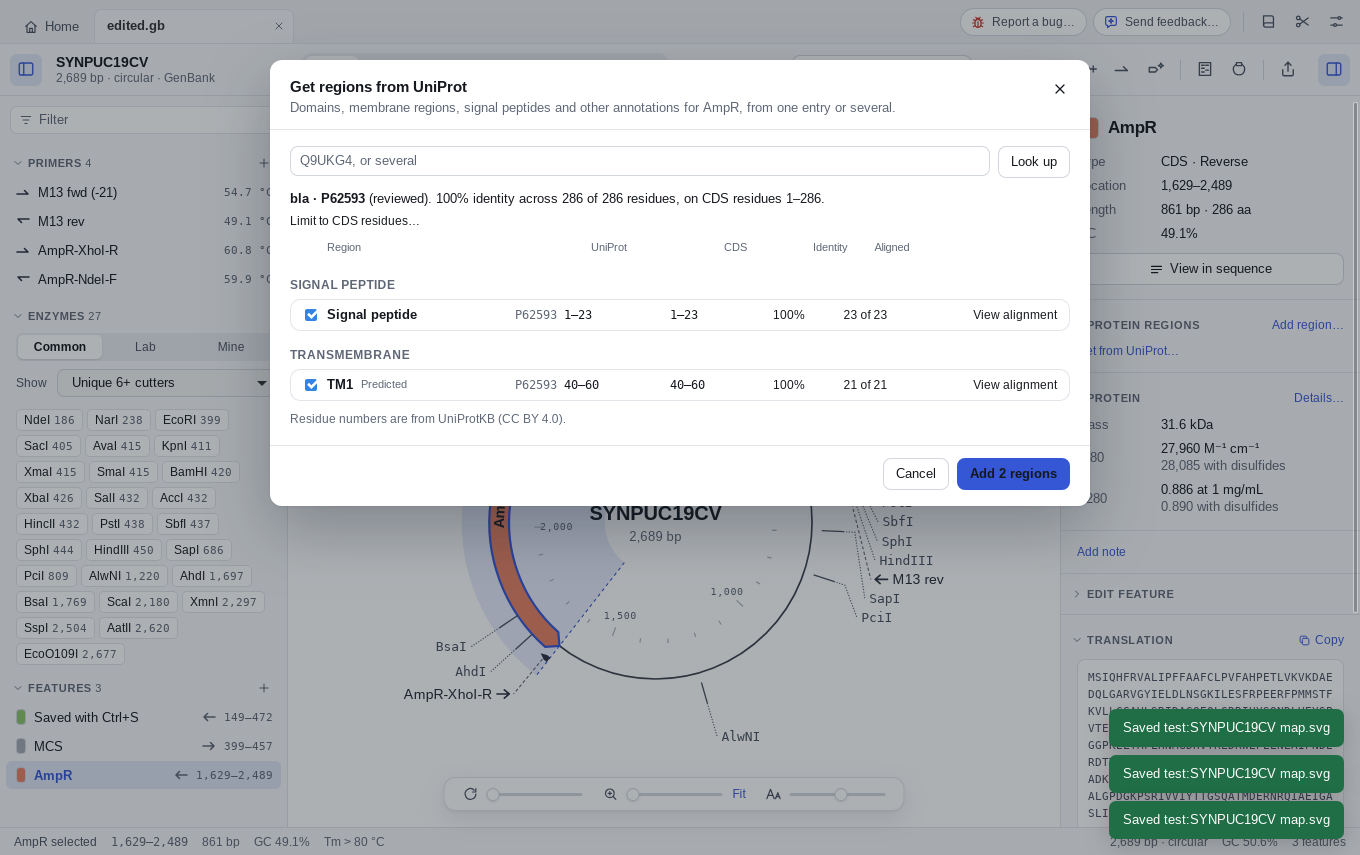 Home
edited.gb
Report a bug…
Send feedback…
SYNPUC19CV
2,689 bp · circular · GenBank
Filter
PRIMERS 4
M13 fwd (-21) 54.7 °C
M13 rev 49.1 °C
AmpR-XhoI-R 60.8 °C
AmpR-NdeI-F 59.9 °C
ENZYMES 27
Common Lab Mine
Show Unique 6+ cutters
NdeI 186 NarI 238 EcoRI 399
SacI 405 AvaI 415 KpnI 411
XmaI 415 SmaI 415 BamHI 420
XbaI 426 SalI 432 AccI 432
HincII 432 PstI 438 SbfI 437
SphI 444 HindIII 450 SapI 686
PciI 809 AlwNI 1,220 AhdI 1,697
BsaI 1,769 ScaI 2,180 XmnI 2,297
SspI 2,504 AatII 2,620
EcoO109I 2,677
FEATURES 3
Saved with Ctrl+S 149–472
MCS 399–457
AmpR 1,629–2,489
Get regions from UniProt
Domains, membrane regions, signal peptides and other annotations for AmpR, from one entry or several.
Q9UKG4, or several
Look up
bla · P62593 (reviewed). 100% identity across 286 of 286 residues, on CDS residues 1–286.
Limit to CDS residues…
Region UniProt CDS Identity Aligned
SIGNAL PEPTIDE
Signal peptide P62593 1–23 1–23 100% 23 of 23 View alignment
TRANSMEMBRANE
TM1 Predicted P62593 40–60 40–60 100% 21 of 21 View alignment
Residue numbers are from UniProtKB (CC BY 4.0).
Cancel
Add 2 regions
SYNPUC19CV
2,689 bp
2,000
1,500
1,000
SbfI
SphI
HindIII
M13 rev
SapI
PciI
BsaI
AhdI
AmpR-XhoI-R
AlwNI
Fit
AmpR
CDS · Reverse
1,629–2,489
861 bp · 286 aa
49.1%
View in sequence
PROTEIN REGIONS
Add region…
et from UniProt…
PROTEIN
Details…
31.6 kDa
27,960 M⁻¹ cm⁻¹
28,085 with disulfides
0.886 at 1 mg/mL
0.890 with disulfides
Add note
EDIT FEATURE
TRANSLATION
Copy
MSIQHFRVALIPFFAAFCLPVFAHPETLVKVKDAE
DQLGARVGYIELDLNSGKILESFRPEERFPMMSTF
Saved test:SYNPUC19CV map.svg
Saved test:SYNPUC19CV map.svg
Saved test:SYNPUC19CV map.svg
AmpR selected 1,629–2,489 861 bp GC 49.1% Tm > 80 °C
2,689 bp · circular GC 50.6% 3 features